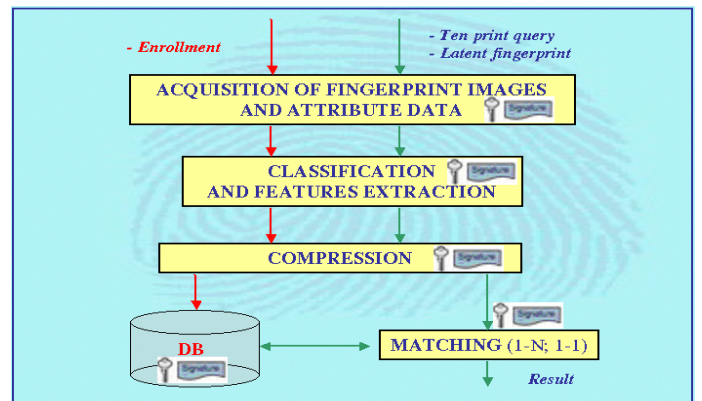 - Enrollment
- Ten print query
- Latent fingerprint
ACQUISITION OF FINGERPRINT IMAGES
AND ATTRIBUTE DATA
Signature
CLASSIFICATION
AND FEATURES EXTRACTION
Signature
COMPRESSION
Signature
Signature
DB
Signature
MATCHING (1-N; 1-1)
Result